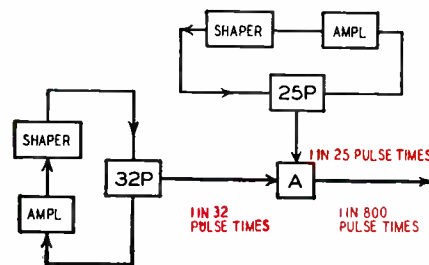 SHAPER
AMPL
25P
SHAPER
32P
AMPL
A
1 IN 25 PULSE TIMES
1 IN 32
PULSE TIMES
1 IN 800
PULSE TIMES